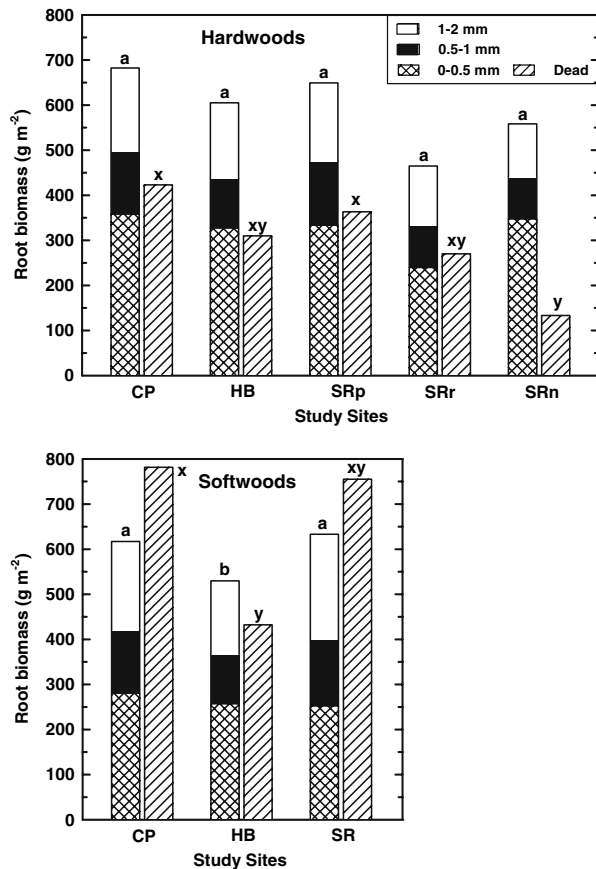 Hardwoods
1-2 mm
0.5-1 mm
0-0.5 mm
Dead
Root biomass (g m-2)
800
700
600
500
400
300
200
100
0
a
x
a
xy
a
x
a
xy
a
y
CP
HB
SRp
SRr
SRn
Study Sites
Softwoods
Root biomass (g m-2)
800
700
600
500
400
300
200
100
0
a
x
b
y
a
xy
CP
HB
SR
Study Sites